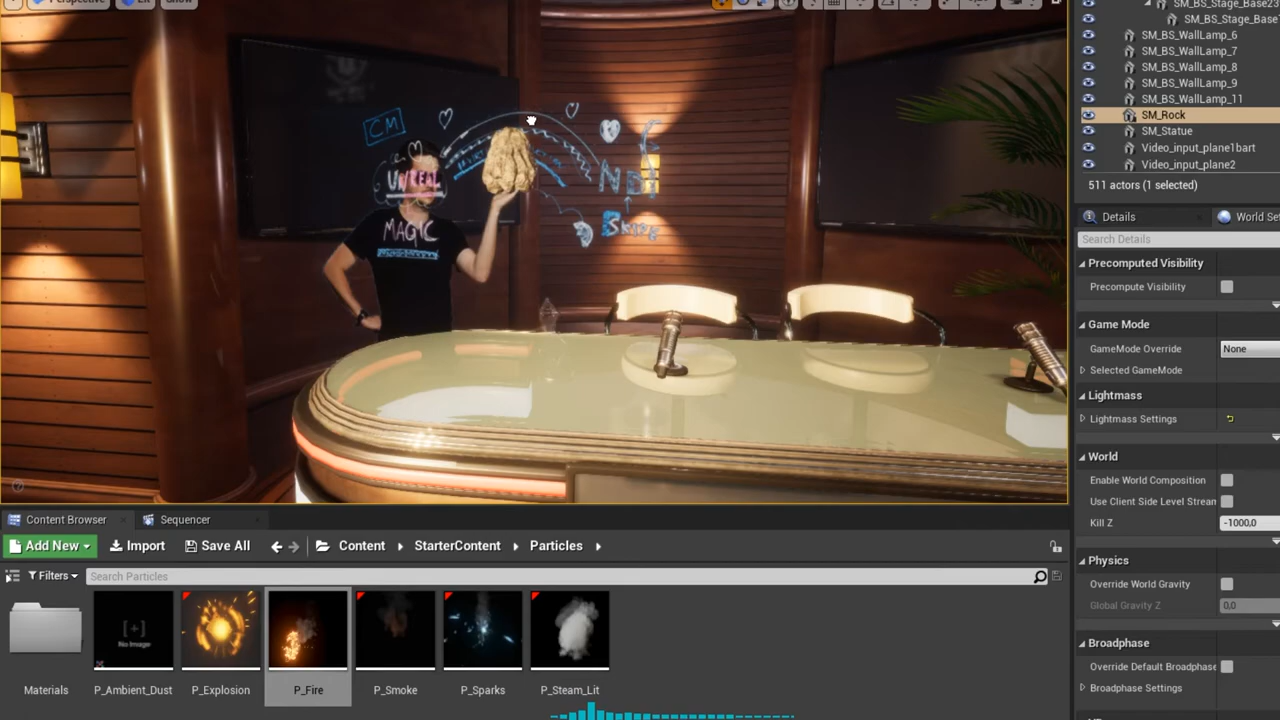 Perspective
Lit
Show
SM_BS_Stage_Base23
SM_BS_Stage_Base
SM_BS_WallLamp_6
SM_BS_WallLamp_7
SM_BS_WallLamp_8
SM_BS_WallLamp_9
SM_BS_WallLamp_11
SM_Rock
SM_Statue
Video_input_plane1bart
Video_input_plane2
511 actors (1 selected)
Details
World Set
Search Details
Precomputed Visibility
Precompute Visibility
Game Mode
GameMode Override
None
Selected GameMode
Lightmass
Lightmass Settings
World
Enable World Composition
Use Client Side Level Stream
Kill Z
-1000,0
Physics
Override World Gravity
Global Gravity Z
0,0
Broadphase
Override Default Broadphase
Broadphase Settings
CM
UNREAL
MAGIC
NDI
Content Browser
Sequencer
Add New
Import
Save All
Content
StarterContent
Particles
Filters
Search Particles
[+]
No Image
Materials
P_Ambient_Dust
P_Explosion
P_Fire
P_Smoke
P_Sparks
P_Steam_Lit